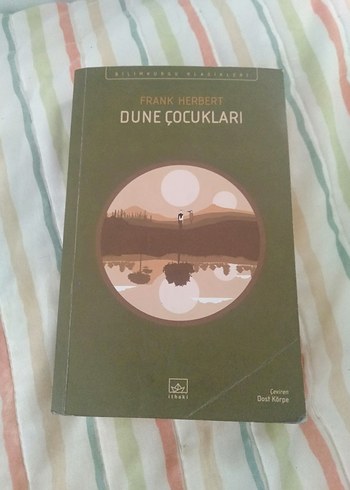 BİLİMKURGU KLASİKLERİ
FRANK HERBERT
DUNE ÇOCUKLARI
ithaki
Çeviren
Dost Körpe